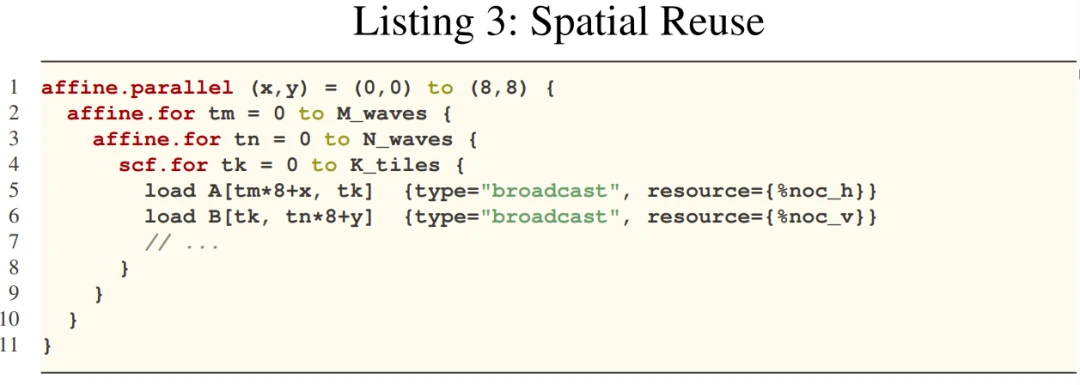 Listing 3: Spatial Reuse
1 affine.parallel (x,y) = (0,0) to (8,8) {
2   affine.for tm = 0 to M_waves {
3     affine.for tn = 0 to N_waves {
4       scf.for tk = 0 to K_tiles {
5         load A[tm*8+x, tk]  {type="broadcast", resource={%noc_h}}
6         load B[tk, tn*8+y]  {type="broadcast", resource={%noc_v}}
7         // ...
8       }
9     }
10   }
11 }